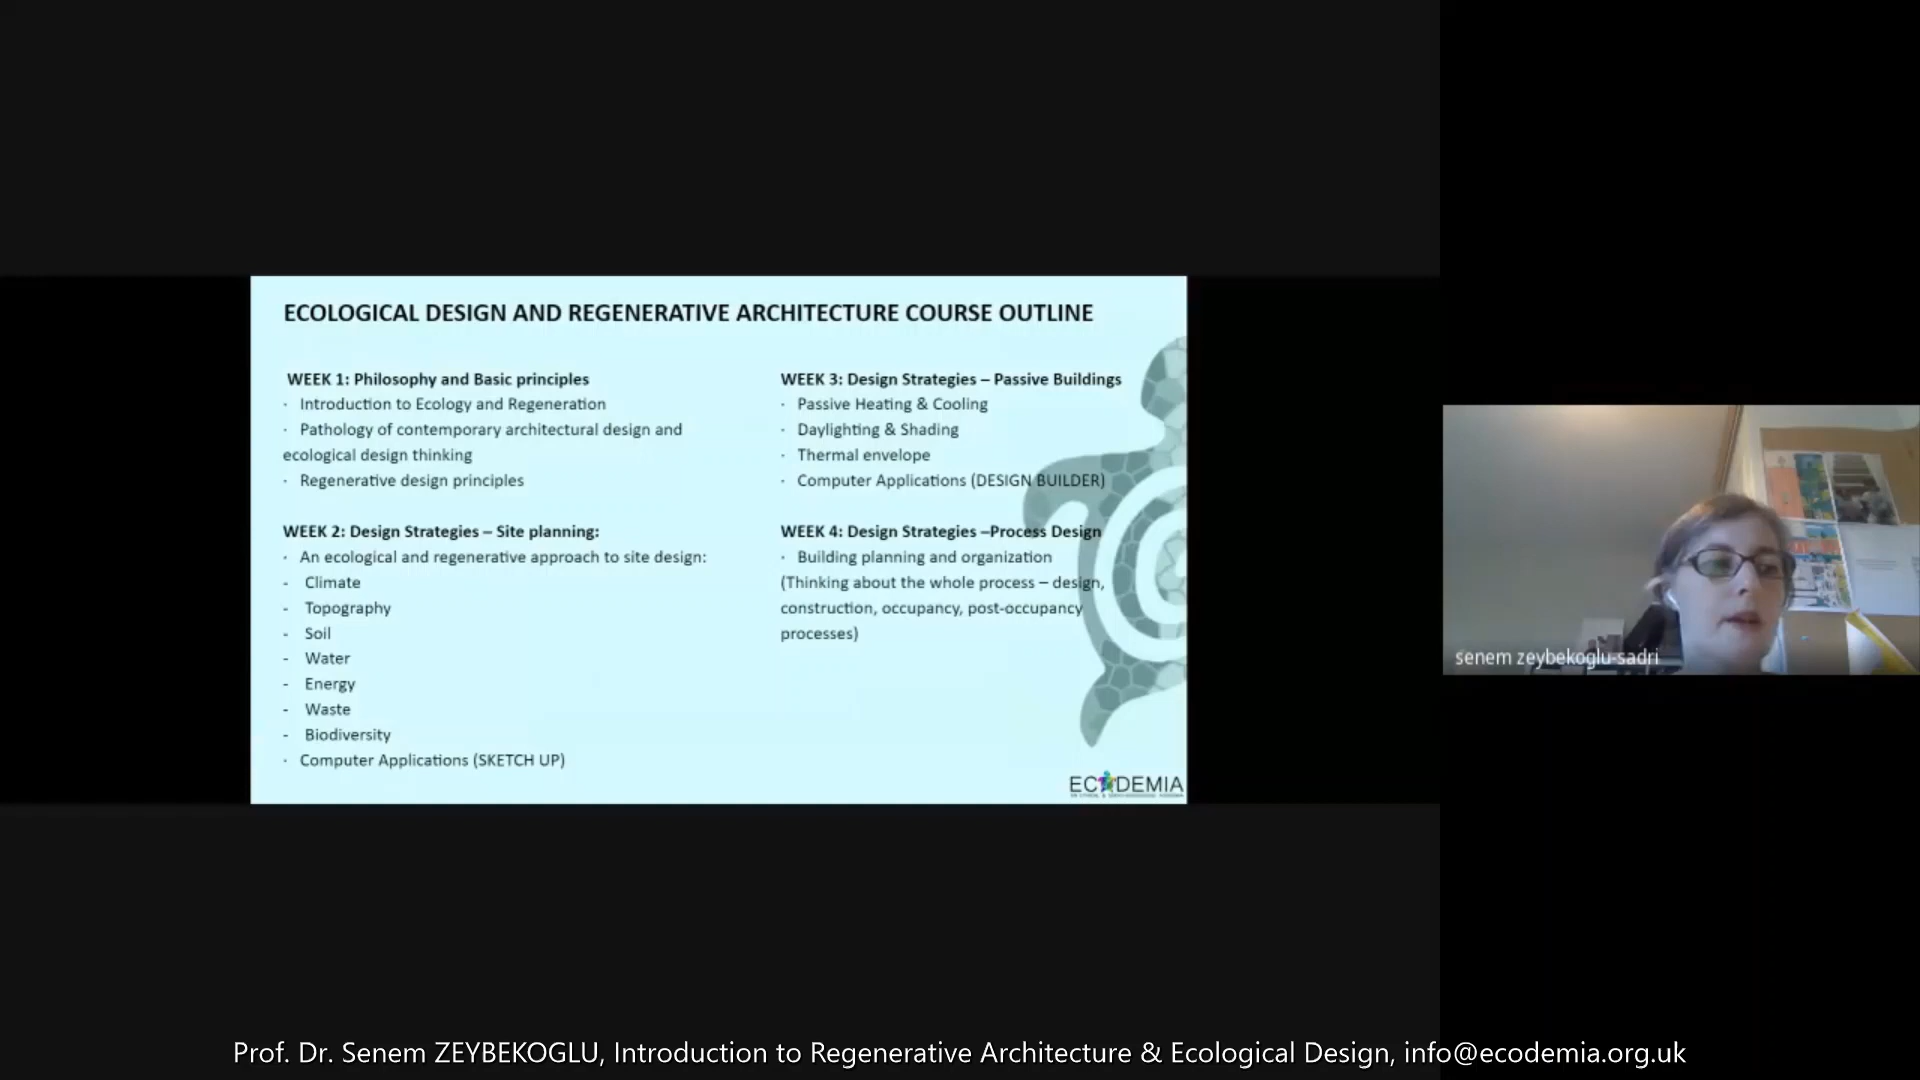 ECOLOGICAL DESIGN AND REGENERATIVE ARCHITECTURE COURSE OUTLINE
WEEK 1: Philosophy and Basic principles
· Introduction to Ecology and Regeneration
· Pathology of contemporary architectural design and
ecological design thinking
· Regenerative design principles
WEEK 2: Design Strategies – Site planning:
· An ecological and regenerative approach to site design:
- Climate
- Topography
- Soil
- Water
- Energy
- Waste
- Biodiversity
· Computer Applications (SKETCH UP)
WEEK 3: Design Strategies – Passive Buildings
· Passive Heating & Cooling
· Daylighting & Shading
· Thermal envelope
· Computer Applications (DESIGN BUILDER)
WEEK 4: Design Strategies –Process Design
· Building planning and organization
(Thinking about the whole process – design,
construction, occupancy, post-occupancy
processes)
ECODEMIA
senem zeybekoglu-sadri
Prof. Dr. Senem ZEYBEKOGLU, Introduction to Regenerative Architecture & Ecological Design, info@ecodemia.org.uk